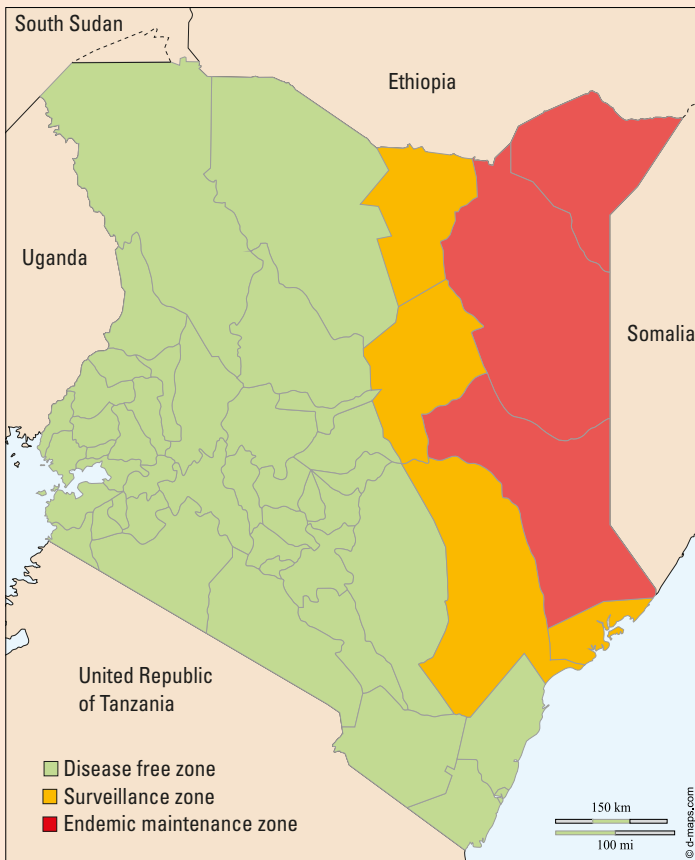 South Sudan
Ethiopia
Uganda
Somalia
United Republic
of Tanzania
Disease free zone
Surveillance zone
Endemic maintenance zone
150 km
100 mi
© d-maps.com